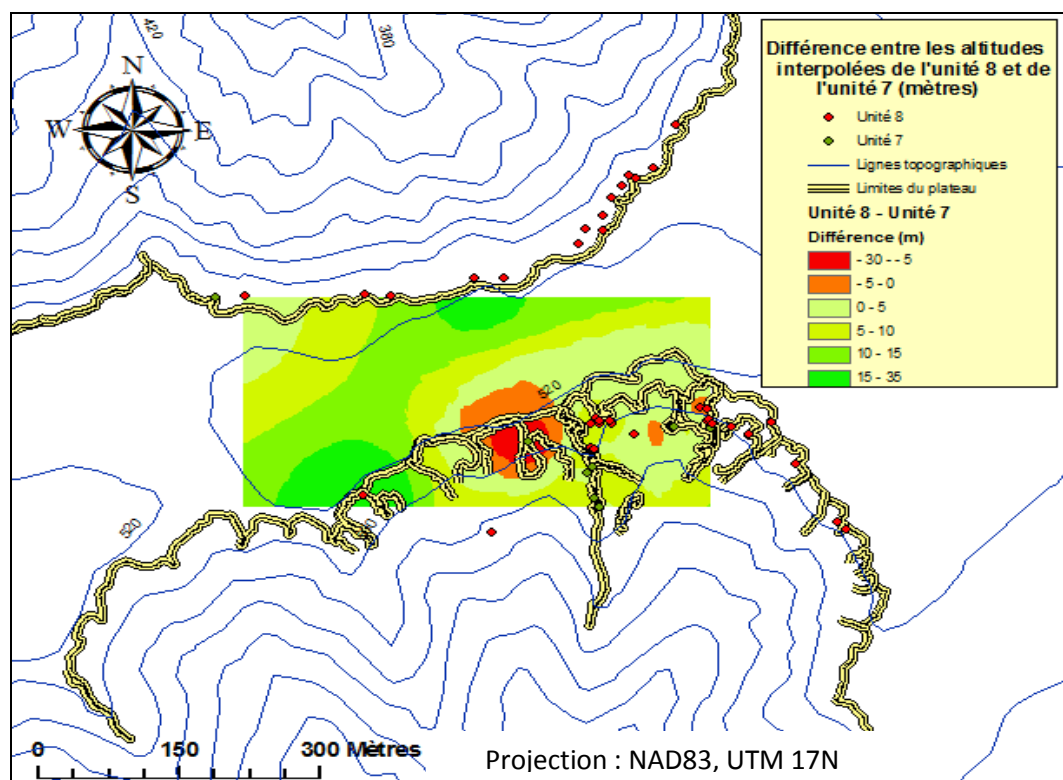 420
380
N
W
E
S
Différence entre les altitudes
interpolées de l'unité 8 et de
l'unité 7 (mètres)
Unité 8
Unité 7
Lignes topographiques
Limites du plateau
Unité 8 - Unité 7
Différence (m)
- 30 - - 5
- 5 - 0
0 - 5
5 - 10
10 - 15
15 - 35
520
520
0 150 300 Mètres
Projection : NAD83, UTM 17N